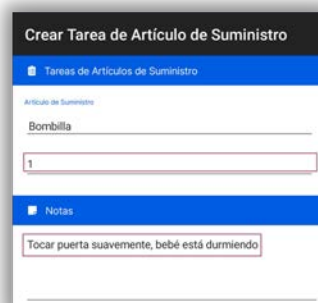 Crear Tarea de Artículo de Suministro
Tareas de Artículos de Suministro
Artículo de Suministro
Bombilla
1
Notas
Tocar puerta suavemente, bebé está durmiendo